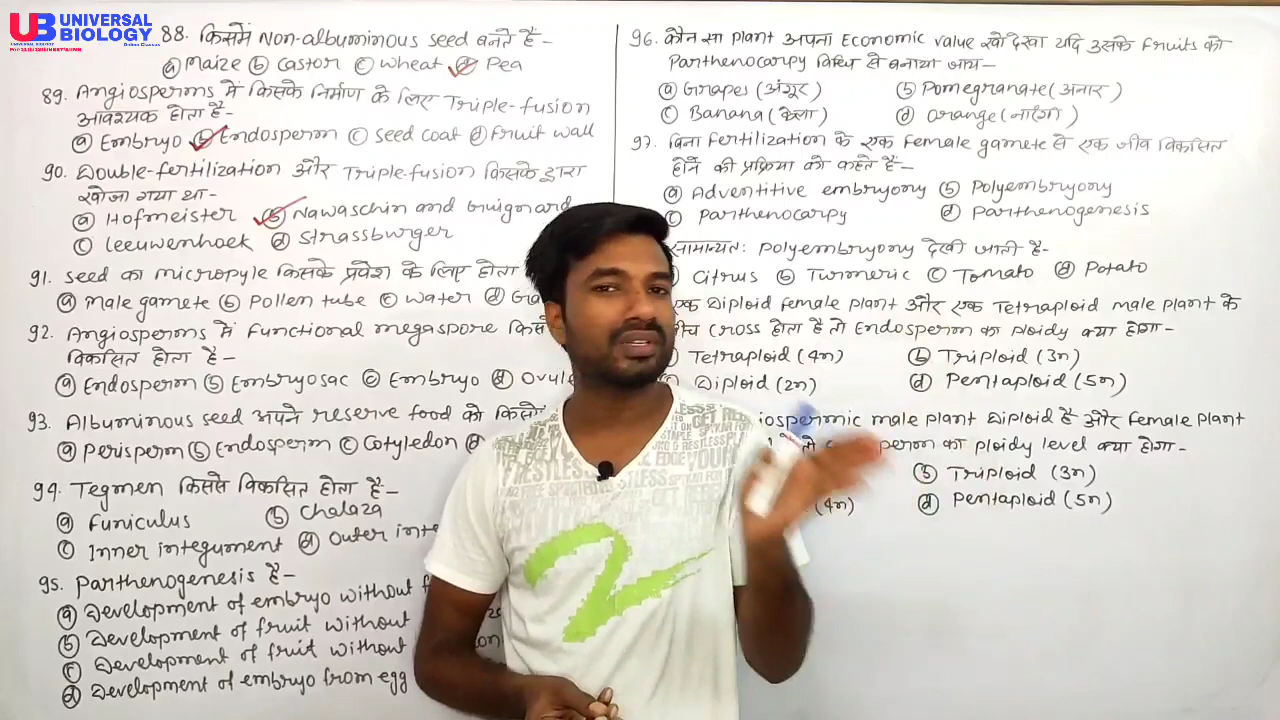 UB UNIVERSAL BIOLOGY
Online Classes
88. किसमें Non-albuminous seed बनते हैं-
(a) Maize (b) Castor (c) Wheat (d) Pea
89. Angiosperms में किसके निर्माण के लिए Triple-fusion
आवश्यक होता है-
(a) Embryo (b) Endosperm (c) Seed coat (d) Fruit wall
90. Double-fertilization और Triple-fusion किसके द्वारा
खोजा गया था-
(a) Hofmeister (b) Nawaschin and Guignard
(c) Leeuwenhoek (d) Strassburger
91. Seed का micropyle किसके प्रवेश के लिए होता
(a) Male gamete (b) Pollen tube (c) Water (d)
92. Angiosperms में Functional megaspore
विकसित होता है-
(a) Endosperm (b) Embryosac (c) Embryo (d) Ovule
93. Albuminous seed अपने reserve food को
(a) Perisperm (b) Endosperm (c) Cotyledon (d)
94. Tegmen किससे विकसित होता है-
(a) Funiculus (b) Chalaza
(c) Inner integument (d) Outer
95. Parthenogenesis है-
(a) Development of embryo without
(b) Development of fruit without
(c) Development of fruit without
(d) Development of embryo from egg
96. कौन सा Plant अपना Economic value खो देगा यदि उसके Fruits को
Parthenocarpy विधि से बनाया जाय-
(a) Grapes (अंगूर) (b) Pomegranate (अनार)
(c) Banana (केला) (d) Orange (नारंगी)
97. बिना Fertilization के एक Female gamete से एक जीव विकसित
होने की प्रक्रिया को कहते हैं-
(a) Adventitive embryony (b) Polyembryony
(c) Parthenocarpy (d) Parthenogenesis
सामान्यत: Polyembryony देखी जाती है-
Citrus (b) Turmeric (c) Tomato (d) Potato
एक Diploid female plant और एक Tetraploid male plant के
बीच Cross होता है तो Endosperm का Ploidy क्या होगा-
Tetraploid (4n) (b) Triploid (3n)
Diploid (2n) (d) Pentaploid (5n)
male plant Diploid है और Female plant
का Ploidy level क्या होगा-
(b) Triploid (3n)
(4n) (d) Pentaploid (5n)